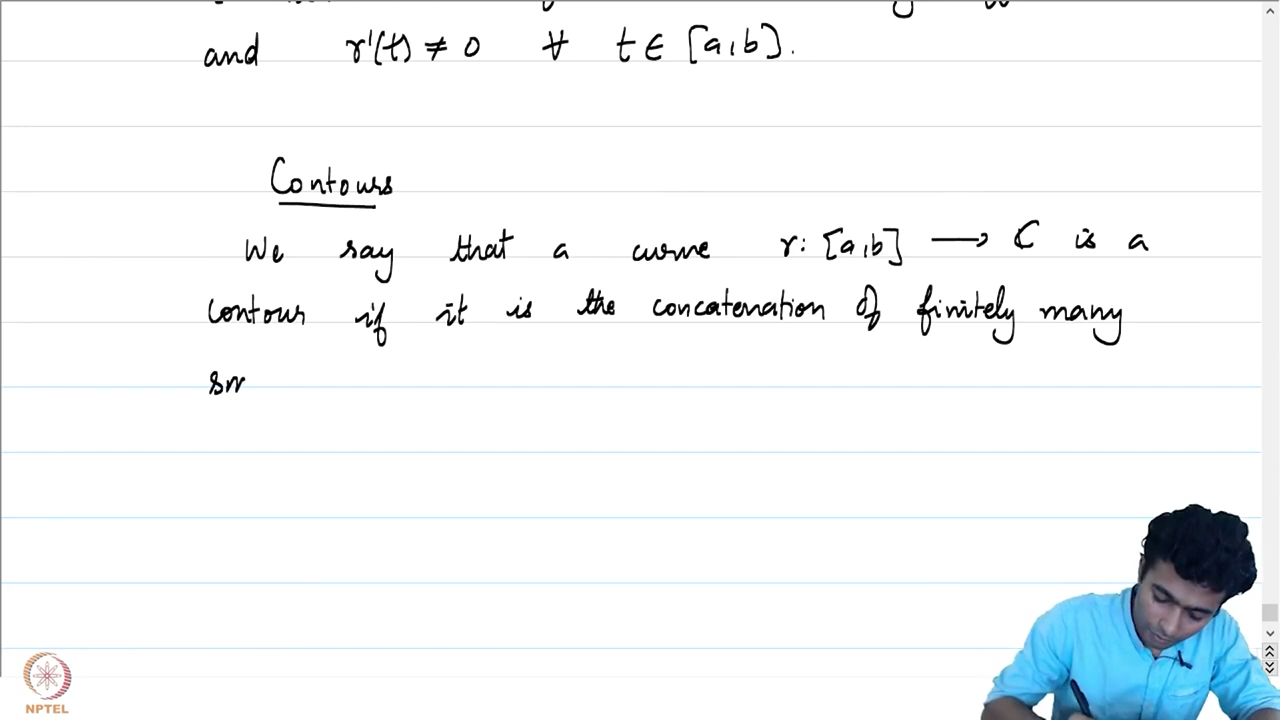 and γ'(t) ≠ 0 ∀ t ∈ [a,b].
Contours
We say that a curve γ: [a,b] ⟶ ℂ is a
contour if it is the concatenation of finitely many
sm
NPTEL